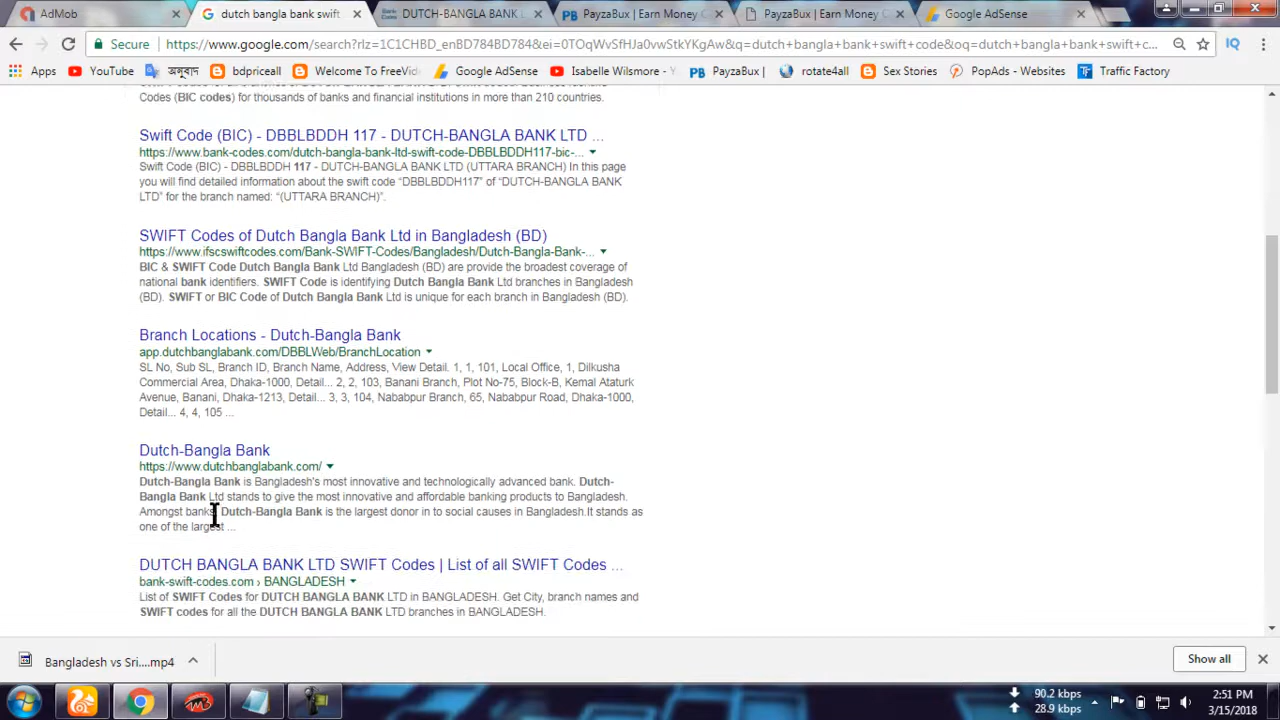 AdMob
dutch bangla bank swift
DUTCH-BANGLA BANK L
PayzaBux | Earn Money C
PayzaBux | Earn Money C
Google AdSense
Secure
https://www.google.com/search?rlz=1C1CHBD_enBD784BD784&ei=0TOqWvSfHJa0vwStkYKgAw&q=dutch+bangla+bank+swift+code&oq=dutch+bangla+bank+swift+c...
Apps
YouTube
অনুবাদ
bdpriceall
Welcome To FreeVid
Google AdSense
Isabelle Wilsmore - Y
PayzaBux |
rotate4all
Sex Stories
PopAds - Websites
Traffic Factory
Codes (BIC codes) for thousands of banks and financial institutions in more than 210 countries.
Swift Code (BIC) - DBBLBDDH 117 - DUTCH-BANGLA BANK LTD ...
https://www.bank-codes.com/dutch-bangla-bank-ltd-swift-code-DBBLBDDH117-bic-...
Swift Code (BIC) - DBBLBDDH 117 - DUTCH-BANGLA BANK LTD (UTTARA BRANCH) In this page
you will find detailed information about the swift code “DBBLBDDH117” of “DUTCH-BANGLA BANK
LTD” for the branch named: “(UTTARA BRANCH)”.
SWIFT Codes of Dutch Bangla Bank Ltd in Bangladesh (BD)
https://www.ifscswiftcodes.com/Bank-SWIFT-Codes/Bangladesh/Dutch-Bangla-Bank-...
BIC & SWIFT Code Dutch Bangla Bank Ltd Bangladesh (BD) are provide the broadest coverage of
national bank identifiers. SWIFT Code is identifying Dutch Bangla Bank Ltd branches in Bangladesh
(BD). SWIFT or BIC Code of Dutch Bangla Bank Ltd is unique for each branch in Bangladesh (BD).
Branch Locations - Dutch-Bangla Bank
app.dutchbanglabank.com/DBBLWeb/BranchLocation
SL No, Sub SL, Branch ID, Branch Name, Address, View Detail. 1, 1, 101, Local Office, 1, Dilkusha
Commercial Area, Dhaka-1000, Detail... 2, 2, 103, Banani Branch, Plot No-75, Block-B, Kemal Ataturk
Avenue, Banani, Dhaka-1213, Detail... 3, 3, 104, Nababpur Branch, 65, Nababpur Road, Dhaka-1000,
Detail... 4, 4, 105 ...
Dutch-Bangla Bank
https://www.dutchbanglabank.com/
Dutch-Bangla Bank is Bangladesh's most innovative and technologically advanced bank. Dutch-
Bangla Bank Ltd stands to give the most innovative and affordable banking products to Bangladesh.
Amongst banks, Dutch-Bangla Bank is the largest donor in to social causes in Bangladesh.It stands as
one of the largest ...
DUTCH BANGLA BANK LTD SWIFT Codes | List of all SWIFT Codes ...
bank-swift-codes.com › BANGLADESH
List of SWIFT Codes for DUTCH BANGLA BANK LTD in BANGLADESH. Get City, branch names and
SWIFT codes for all the DUTCH BANGLA BANK LTD branches in BANGLADESH.
Bangladesh vs Sri....mp4
Show all
90.2 kbps
28.9 kbps
2:51 PM
3/15/2018